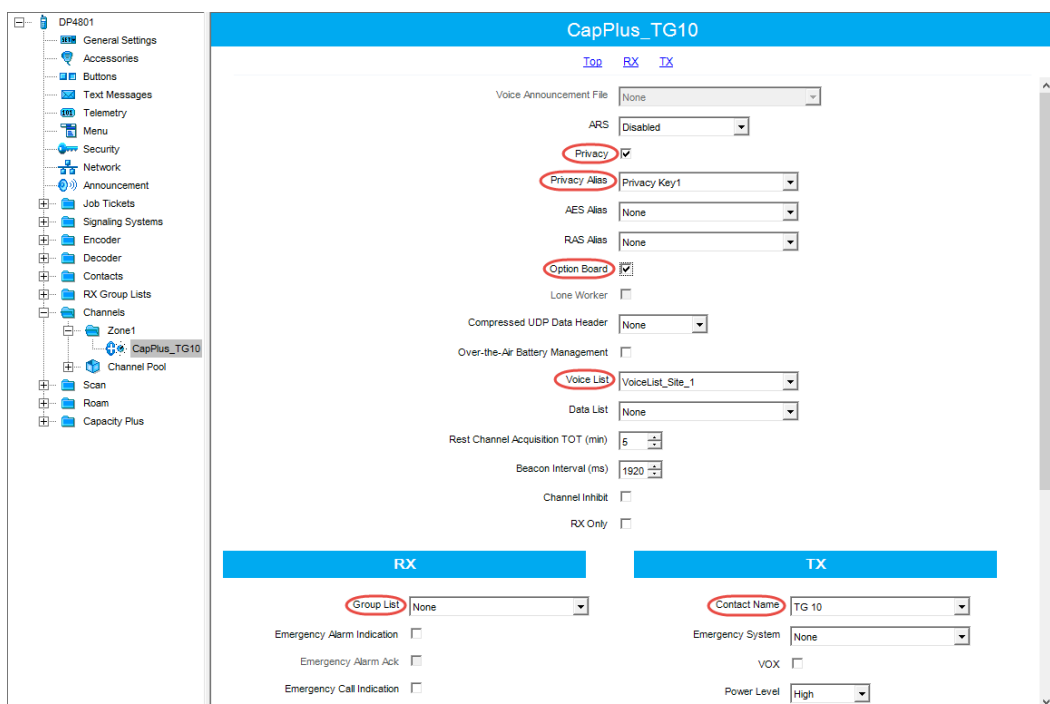 DP4801
General Settings
Accessories
Buttons
Text Messages
Telemetry
Menu
Security
Network
Announcement
Job Tickets
Signaling Systems
Encoder
Decoder
Contacts
RX Group Lists
Channels
Zone1
CapPlus_TG10
Channel Pool
Scan
Roam
Capacity Plus
CapPlus_TG10
Top RX TX
Voice Announcement File None
ARS Disabled
Privacy
Privacy Alias Privacy Key1
AES Alias None
RAS Alias None
Option Board
Lone Worker
Compressed UDP Data Header None
Over-the-Air Battery Management
Voice List VoiceList_Site_1
Data List None
Rest Channel Acquisition TOT (min) 5
Beacon Interval (ms) 1920
Channel Inhibit
RX Only
RX
Group List None
Emergency Alarm Indication
Emergency Alarm Ack
Emergency Call Indication
TX
Contact Name TG 10
Emergency System None
VOX
Power Level High